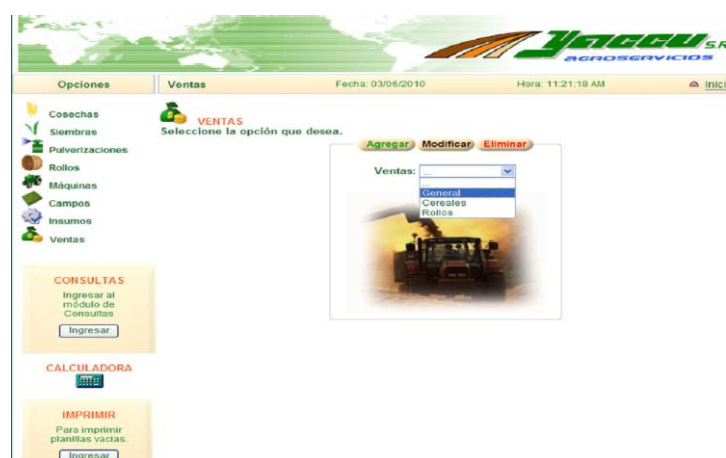 Yaccu S.R
AGROSERVICIOS
Opciones
Ventas
Fecha: 03/06/2010
Hora: 11:21:18 AM
Inici
Cosechas
Siembras
Pulverizaciones
Rollos
Máquinas
Campos
Insumos
Ventas
VENTAS
Seleccione la opción que desea.
Agregar Modificar Eliminar
Ventas: ...
...
General
Cereales
Rollos
CONSULTAS
Ingresar al
módulo de
Consultas
Ingresar
CALCULADORA
IMPRIMIR
Para imprimir
planillas vacías.
Ingresar